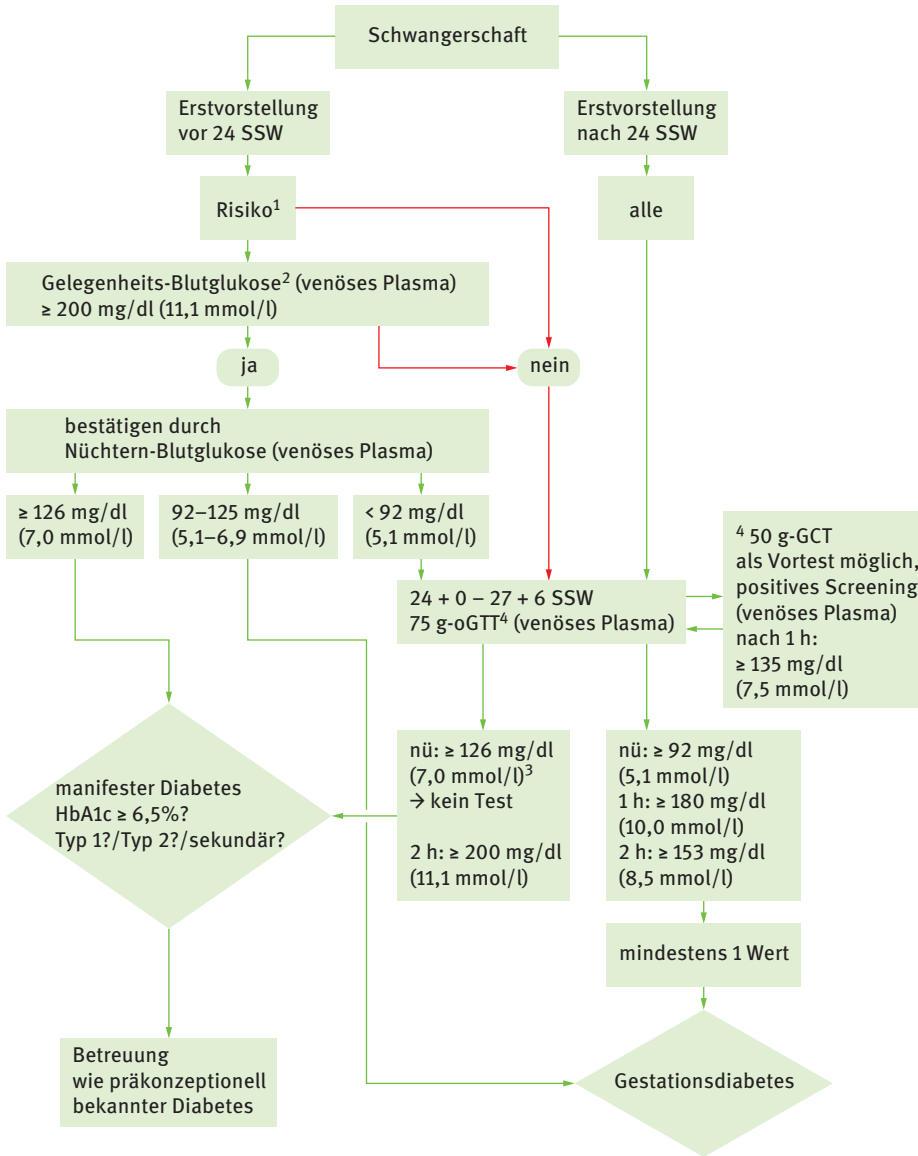 Schwangerschaft
Erstvorstellung
vor 24 SSW
Erstvorstellung
nach 24 SSW
Risiko¹
alle
Gelegenheits-Blutglukose² (venöses Plasma)
≥ 200 mg/dl (11,1 mmol/l)
ja
nein
bestätigen durch
Nüchtern-Blutglukose (venöses Plasma)
≥ 126 mg/dl
(7,0 mmol/l)
92–125 mg/dl
(5,1–6,9 mmol/l)
< 92 mg/dl
(5,1 mmol/l)
⁴ 50 g-GCT
als Vortest möglich,
positives Screening
(venöses Plasma)
nach 1 h:
≥ 135 mg/dl
(7,5 mmol/l)
24 + 0 – 27 + 6 SSW
75 g-oGTT⁴ (venöses Plasma)
manifester Diabetes
HbA1c ≥ 6,5%?
Typ 1?/Typ 2?/sekundär?
nü: ≥ 126 mg/dl
(7,0 mmol/l)³
→ kein Test
2 h: ≥ 200 mg/dl
(11,1 mmol/l)
nü: ≥ 92 mg/dl
(5,1 mmol/l)
1 h: ≥ 180 mg/dl
(10,0 mmol/l)
2 h: ≥ 153 mg/dl
(8,5 mmol/l)
mindestens 1 Wert
Betreuung
wie präkonzeptionell
bekannter Diabetes
Gestationsdiabetes